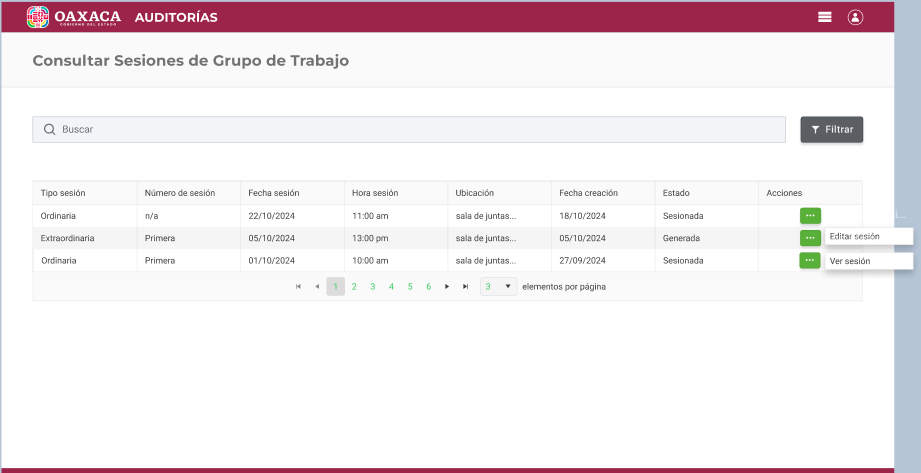 OAXACA AUDITORÍAS
GOBIERNO DEL ESTADO
Consultar Sesiones de Grupo de Trabajo
Buscar Filtrar
Tipo sesión Número de sesión Fecha sesión Hora sesión Ubicación Fecha creación Estado Acciones
Ordinaria n/a 22/10/2024 11:00 am sala de juntas... 18/10/2024 Sesionada ...
Extraordinaria Primera 05/10/2024 13:00 pm sala de juntas... 05/10/2024 Generada ... Editar sesión
Ordinaria Primera 01/10/2024 10:00 am sala de juntas... 27/09/2024 Sesionada ... Ver sesión
1 2 3 4 5 6 3 elementos por página